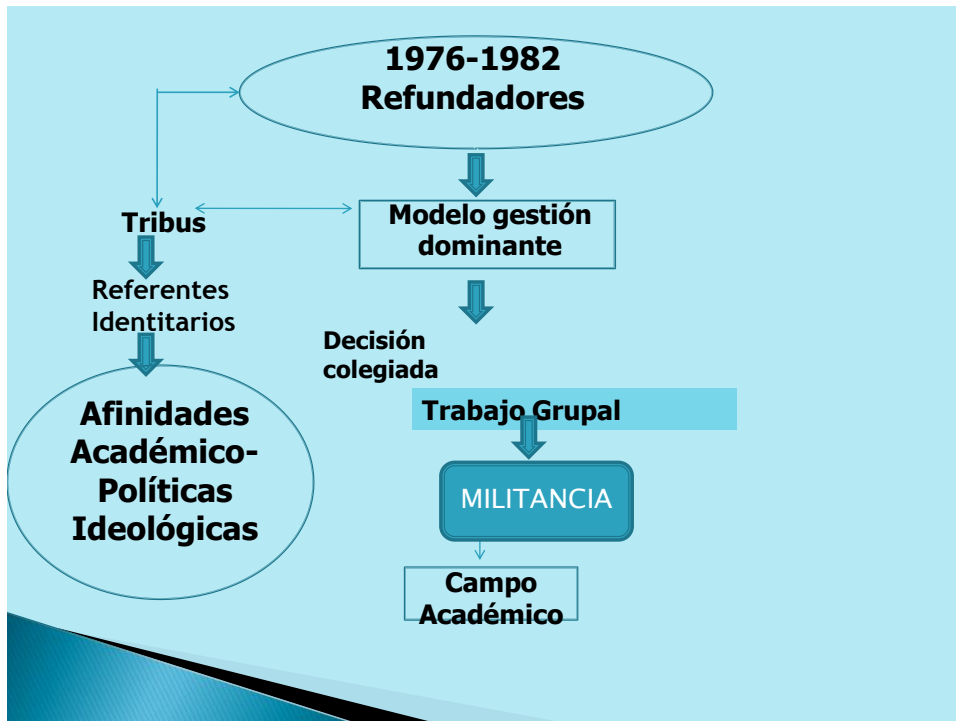 1976-1982
Refundadores
Tribus
Modelo gestión
dominante
Referentes
Identitarios
Decisión
colegiada
Afinidades
Académico-
Políticas
Ideológicas
Trabajo Grupal
MILITANCIA
Campo
Académico